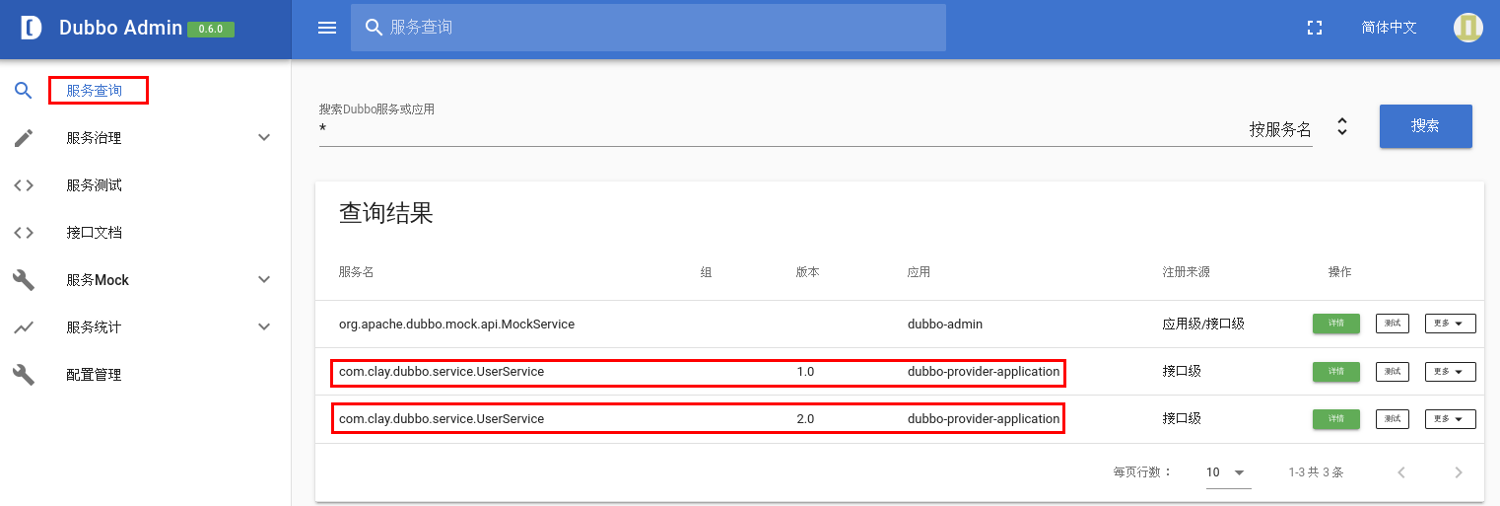 Dubbo Admin 0.6.0
服务查询
简体中文
服务查询
服务治理
服务测试
接口文档
服务Mock
服务统计
配置管理
搜索Dubbo服务或应用
* 按服务名
搜索
查询结果
服务名 组 版本 应用 注册来源 操作
org.apache.dubbo.mock.api.MockService dubbo-admin 应用级/接口级 详情 测试 更多
com.clay.dubbo.service.UserService 1.0 dubbo-provider-application 接口级 详情 测试 更多
com.clay.dubbo.service.UserService 2.0 dubbo-provider-application 接口级 详情 测试 更多
每页行数： 10 1-3 共 3 条